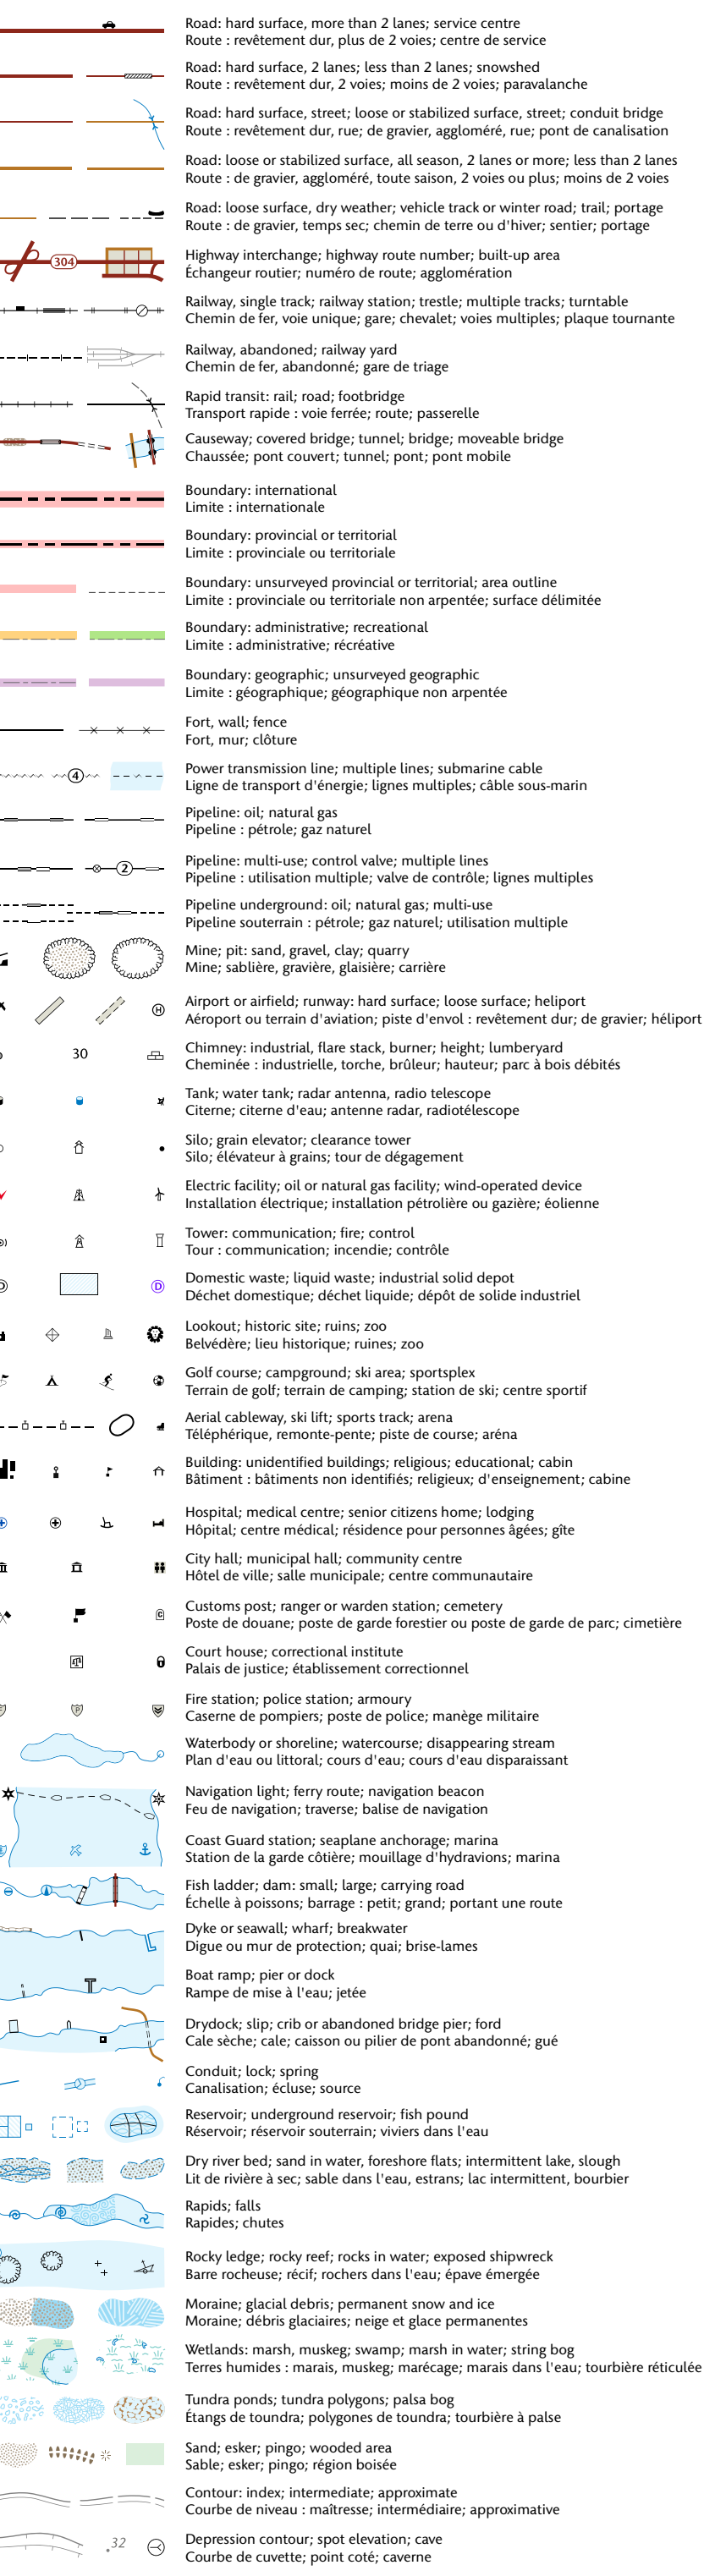 Road: hard surface, more than 2 lanes; service centre
Route : revêtement dur, plus de 2 voies; centre de service
Road: hard surface, 2 lanes; less than 2 lanes; snowshed
Route : revêtement dur, 2 voies; moins de 2 voies; paravalanche
Road: hard surface, street; loose or stabilized surface, street; conduit bridge
Route : revêtement dur, rue; de gravier, aggloméré, rue; pont de canalisation
Road: loose or stabilized surface, all season, 2 lanes or more; less than 2 lanes
Route : de gravier, aggloméré, toute saison, 2 voies ou plus; moins de 2 voies
Road: loose surface, dry weather; vehicle track or winter road; trail; portage
Route : de gravier, temps sec; chemin de terre ou d'hiver; sentier; portage
304
Highway interchange; highway route number; built-up area
Échangeur routier; numéro de route; agglomération
Railway, single track; railway station; trestle; multiple tracks; turntable
Chemin de fer, voie unique; gare; chevalet; voies multiples; plaque tournante
Railway, abandoned; railway yard
Chemin de fer, abandonné; gare de triage
Rapid transit: rail; road; footbridge
Transport rapide : voie ferrée; route; passerelle
Causeway; covered bridge; tunnel; bridge; moveable bridge
Chaussée; pont couvert; tunnel; pont; pont mobile
Boundary: international
Limite : internationale
Boundary: provincial or territorial
Limite : provinciale ou territoriale
Boundary: unsurveyed provincial or territorial; area outline
Limite : provinciale ou territoriale non arpentée; surface délimitée
Boundary: administrative; recreational
Limite : administrative; récréative
Boundary: geographic; unsurveyed geographic
Limite : géographique; géographique non arpentée
Fort, wall; fence
Fort, mur; clôture
4
Power transmission line; multiple lines; submarine cable
Ligne de transport d'énergie; lignes multiples; câble sous-marin
Pipeline: oil; natural gas
Pipeline : pétrole; gaz naturel
2
Pipeline: multi-use; control valve; multiple lines
Pipeline : utilisation multiple; valve de contrôle; lignes multiples
Pipeline underground: oil; natural gas; multi-use
Pipeline souterrain : pétrole; gaz naturel; utilisation multiple
Mine; pit: sand, gravel, clay; quarry
Mine; sablière, gravière, glaisière; carrière
H
Airport or airfield; runway: hard surface; loose surface; heliport
Aéroport ou terrain d'aviation; piste d'envol : revêtement dur; de gravier; héliport
30
Chimney: industrial, flare stack, burner; height; lumberyard
Cheminée : industrielle, torche, brûleur; hauteur; parc à bois débités
Tank; water tank; radar antenna, radio telescope
Citerne; citerne d'eau; antenne radar, radiotélescope
Silo; grain elevator; clearance tower
Silo; élévateur à grains; tour de dégagement
Electric facility; oil or natural gas facility; wind-operated device
Installation électrique; installation pétrolière ou gazière; éolienne
Tower: communication; fire; control
Tour : communication; incendie; contrôle
D
D
Domestic waste; liquid waste; industrial solid depot
Déchet domestique; déchet liquide; dépôt de solide industriel
Lookout; historic site; ruins; zoo
Belvédère; lieu historique; ruines; zoo
Golf course; campground; ski area; sportsplex
Terrain de golf; terrain de camping; station de ski; centre sportif
Aerial cableway, ski lift; sports track; arena
Téléphérique, remonte-pente; piste de course; aréna
Building: unidentified buildings; religious; educational; cabin
Bâtiment : bâtiments non identifiés; religieux; d'enseignement; cabine
Hospital; medical centre; senior citizens home; lodging
Hôpital; centre médical; résidence pour personnes âgées; gîte
City hall; municipal hall; community centre
Hôtel de ville; salle municipale; centre communautaire
C
Customs post; ranger or warden station; cemetery
Poste de douane; poste de garde forestier ou poste de garde de parc; cimetière
Court house; correctional institute
Palais de justice; établissement correctionnel
P
Fire station; police station; armoury
Caserne de pompiers; poste de police; manège militaire
Waterbody or shoreline; watercourse; disappearing stream
Plan d'eau ou littoral; cours d'eau; cours d'eau disparaissant
Navigation light; ferry route; navigation beacon
Feu de navigation; traverse; balise de navigation
Coast Guard station; seaplane anchorage; marina
Station de la garde côtière; mouillage d'hydravions; marina
Fish ladder; dam: small; large; carrying road
Échelle à poissons; barrage : petit; grand; portant une route
Dyke or seawall; wharf; breakwater
Digue ou mur de protection; quai; brise-lames
Boat ramp; pier or dock
Rampe de mise à l'eau; jetée
Drydock; slip; crib or abandoned bridge pier; ford
Cale sèche; cale; caisson ou pilier de pont abandonné; gué
Conduit; lock; spring
Canalisation; écluse; source
Reservoir; underground reservoir; fish pound
Réservoir; réservoir souterrain; viviers dans l'eau
Dry river bed; sand in water, foreshore flats; intermittent lake, slough
Lit de rivière à sec; sable dans l'eau, estrans; lac intermittent, bourbier
Rapids; falls
Rapides; chutes
Rocky ledge; rocky reef; rocks in water; exposed shipwreck
Barre rocheuse; récif; rochers dans l'eau; épave émergée
Moraine; glacial debris; permanent snow and ice
Moraine; débris glaciaires; neige et glace permanentes
Wetlands: marsh, muskeg; swamp; marsh in water; string bog
Terres humides : marais, muskeg; marécage; marais dans l'eau; tourbière réticulée
Tundra ponds; tundra polygons; palsa bog
Étangs de toundra; polygones de toundra; tourbière à palse
Sand; esker; pingo; wooded area
Sable; esker; pingo; région boisée
Contour: index; intermediate; approximate
Courbe de niveau : maîtresse; intermédiaire; approximative
.32
Depression contour; spot elevation; cave
Courbe de cuvette; point coté; caverne